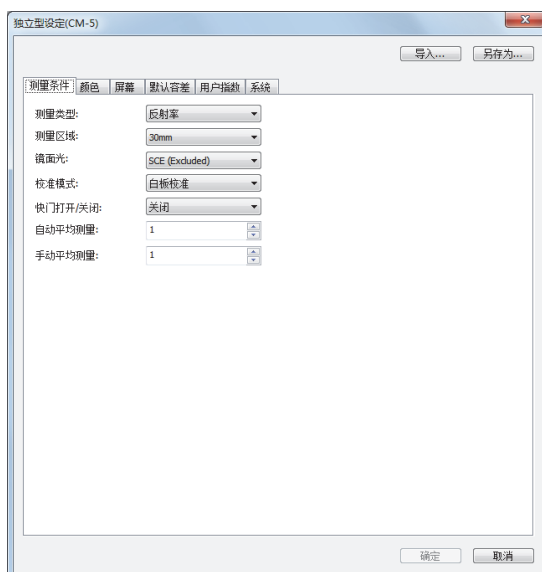 独立型设定(CM-5)
导入... 另存为...
测量条件 颜色 屏幕 默认容差 用户指数 系统
测量类型: 反射率
测量区域: 30mm
镜面光: SCE (Excluded)
校准模式: 白板校准
快门打开/关闭: 关闭
自动平均测量: 1
手动平均测量: 1
确定 取消